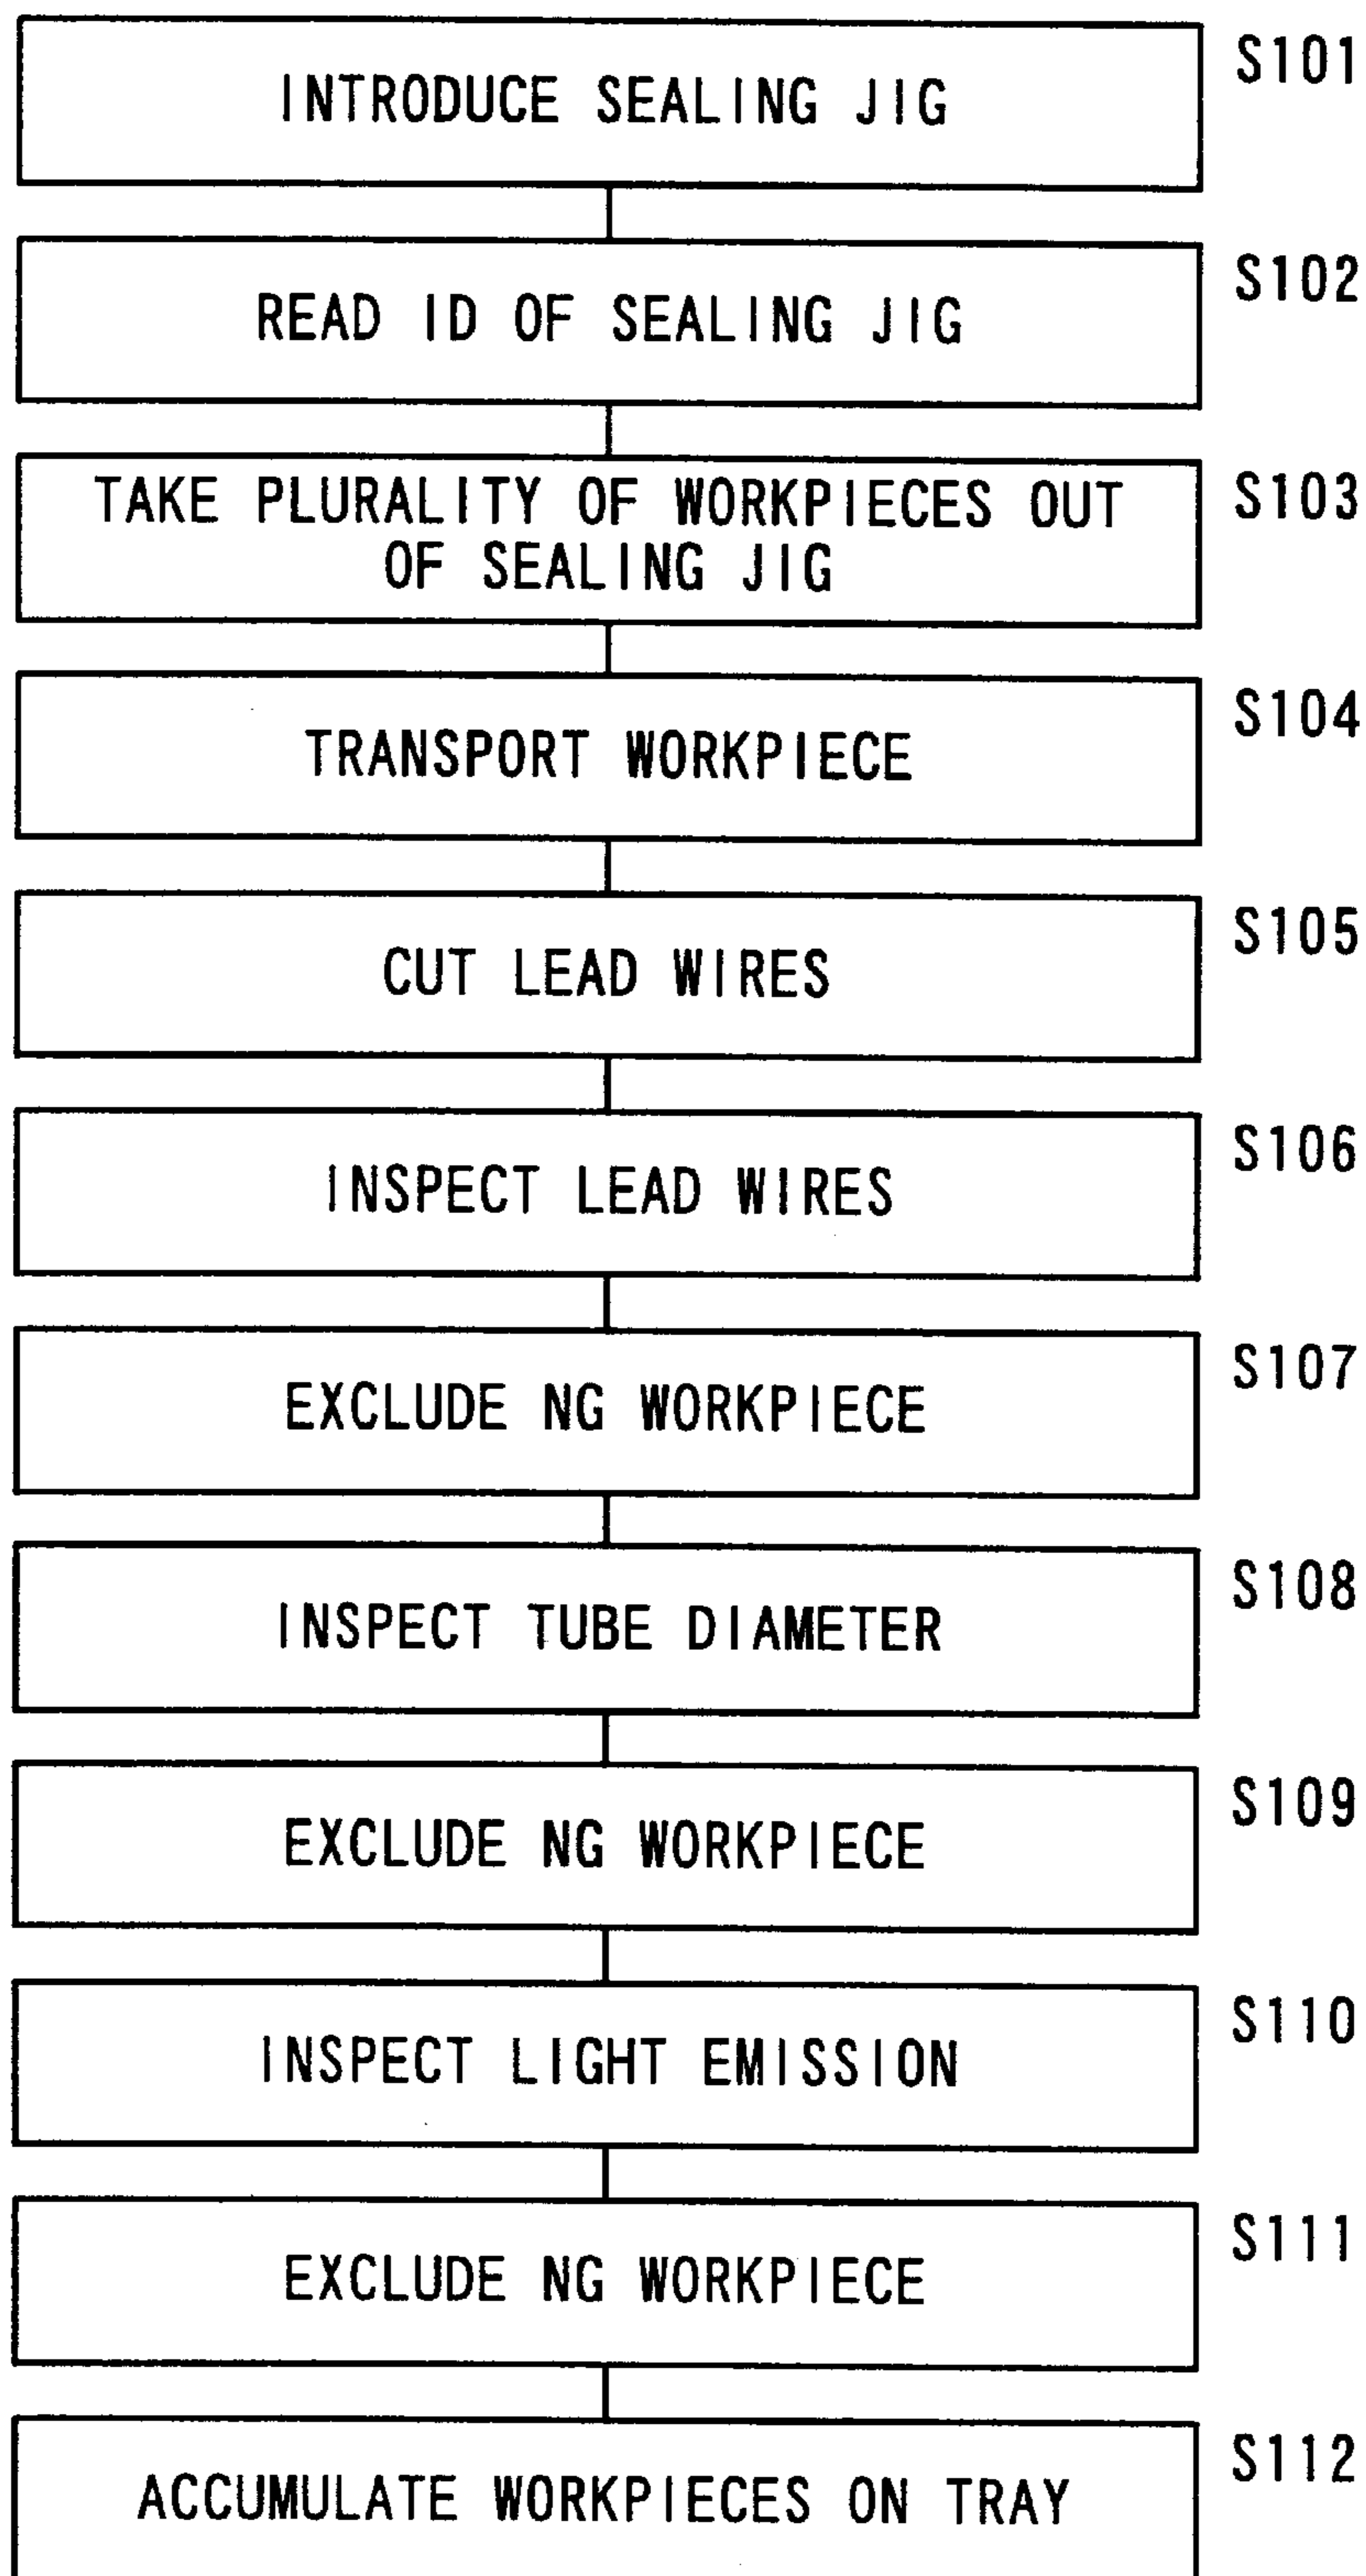 INTRODUCE SEALING JIG
S101
READ ID OF SEALING JIG
S102
TAKE PLURALITY OF WORKPIECES OUT
OF SEALING JIG
S103
TRANSPORT WORKPIECE
S104
CUT LEAD WIRES
S105
INSPECT LEAD WIRES
S106
EXCLUDE NG WORKPIECE
S107
INSPECT TUBE DIAMETER
S108
EXCLUDE NG WORKPIECE
S109
INSPECT LIGHT EMISSION
S110
EXCLUDE NG WORKPIECE
S111
ACCUMULATE WORKPIECES ON TRAY
S112